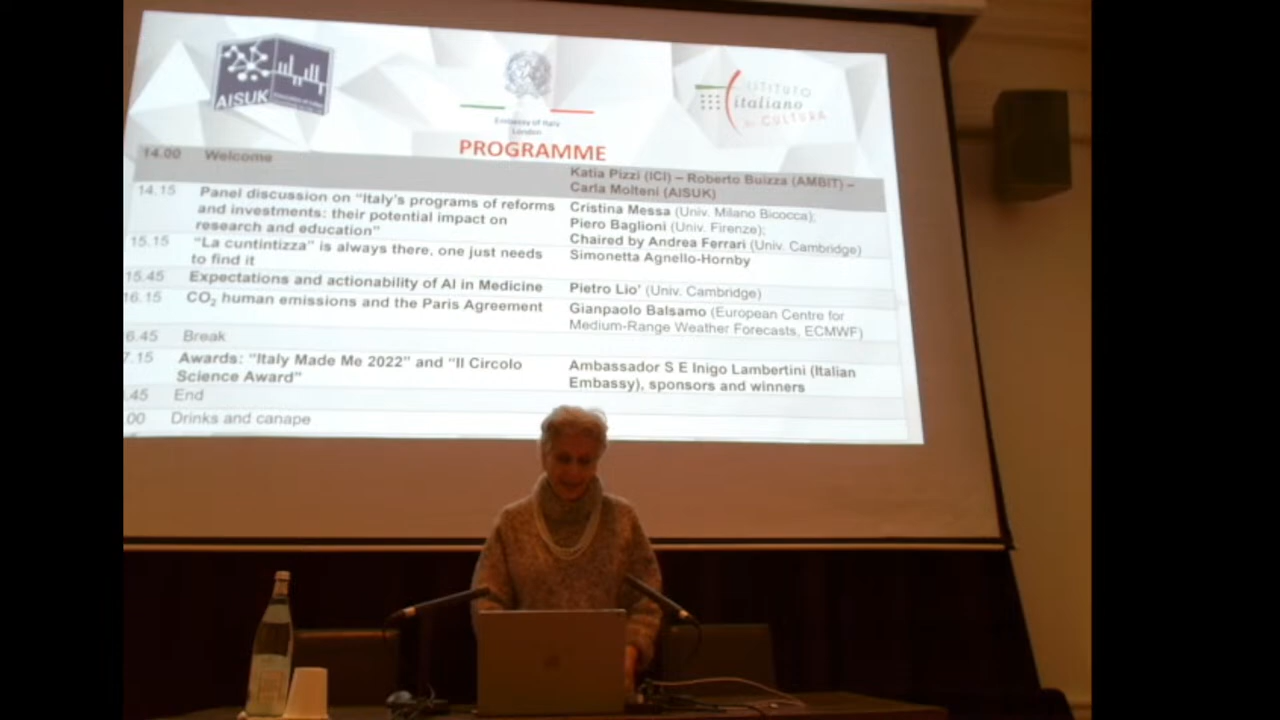 AISUK
Embassy of Italy
London
ISTITUTO
italiano
di CULTURA
PROGRAMME
14.00 Welcome Katia Pizzi (ICI) – Roberto Buizza (AMBIT) –
Carla Molteni (AISUK)
14.15 Panel discussion on “Italy's programs of reforms
and investments: their potential impact on
research and education”
Cristina Messa (Univ. Milano Bicocca);
Piero Baglioni (Univ. Firenze);
Chaired by Andrea Ferrari (Univ. Cambridge)
15.15 “La cuntintizza” is always there, one just needs
to find it
Simonetta Agnello-Hornby
15.45 Expectations and actionability of AI in Medicine Pietro Lio’ (Univ. Cambridge)
16.15 CO2 human emissions and the Paris Agreement Gianpaolo Balsamo (European Centre for
Medium-Range Weather Forecasts, ECMWF)
6.45 Break
7.15 Awards: “Italy Made Me 2022” and “Il Circolo
Science Award”
Ambassador S E Inigo Lambertini (Italian
Embassy), sponsors and winners
.45 End
00 Drinks and canape